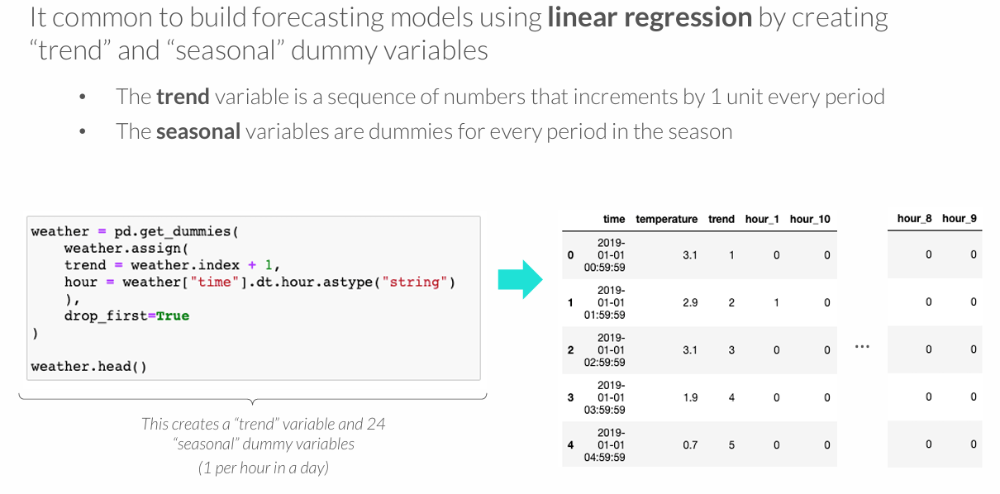 It common to build forecasting models using linear regression by creating
“trend” and “seasonal” dummy variables
• The trend variable is a sequence of numbers that increments by 1 unit every period
• The seasonal variables are dummies for every period in the season
weather = pd.get_dummies(
    weather.assign(
    trend = weather.index + 1,
    hour = weather["time"].dt.hour.astype("string")
    ),
    drop_first=True
)
weather.head()
This creates a “trend” variable and 24
“seasonal” dummy variables
(1 per hour in a day)
time temperature trend hour_1 hour_10 hour_8 hour_9
2019-
0 01-01 3.1 1 0 0 0 0
00:59:59
2019-
1 01-01 2.9 2 1 0 0 0
01:59:59
2019-
2 01-01 3.1 3 0 0 ... 0 0
02:59:59
2019-
3 01-01 1.9 4 0 0 0 0
03:59:59
2019-
4 01-01 0.7 5 0 0 0 0
04:59:59